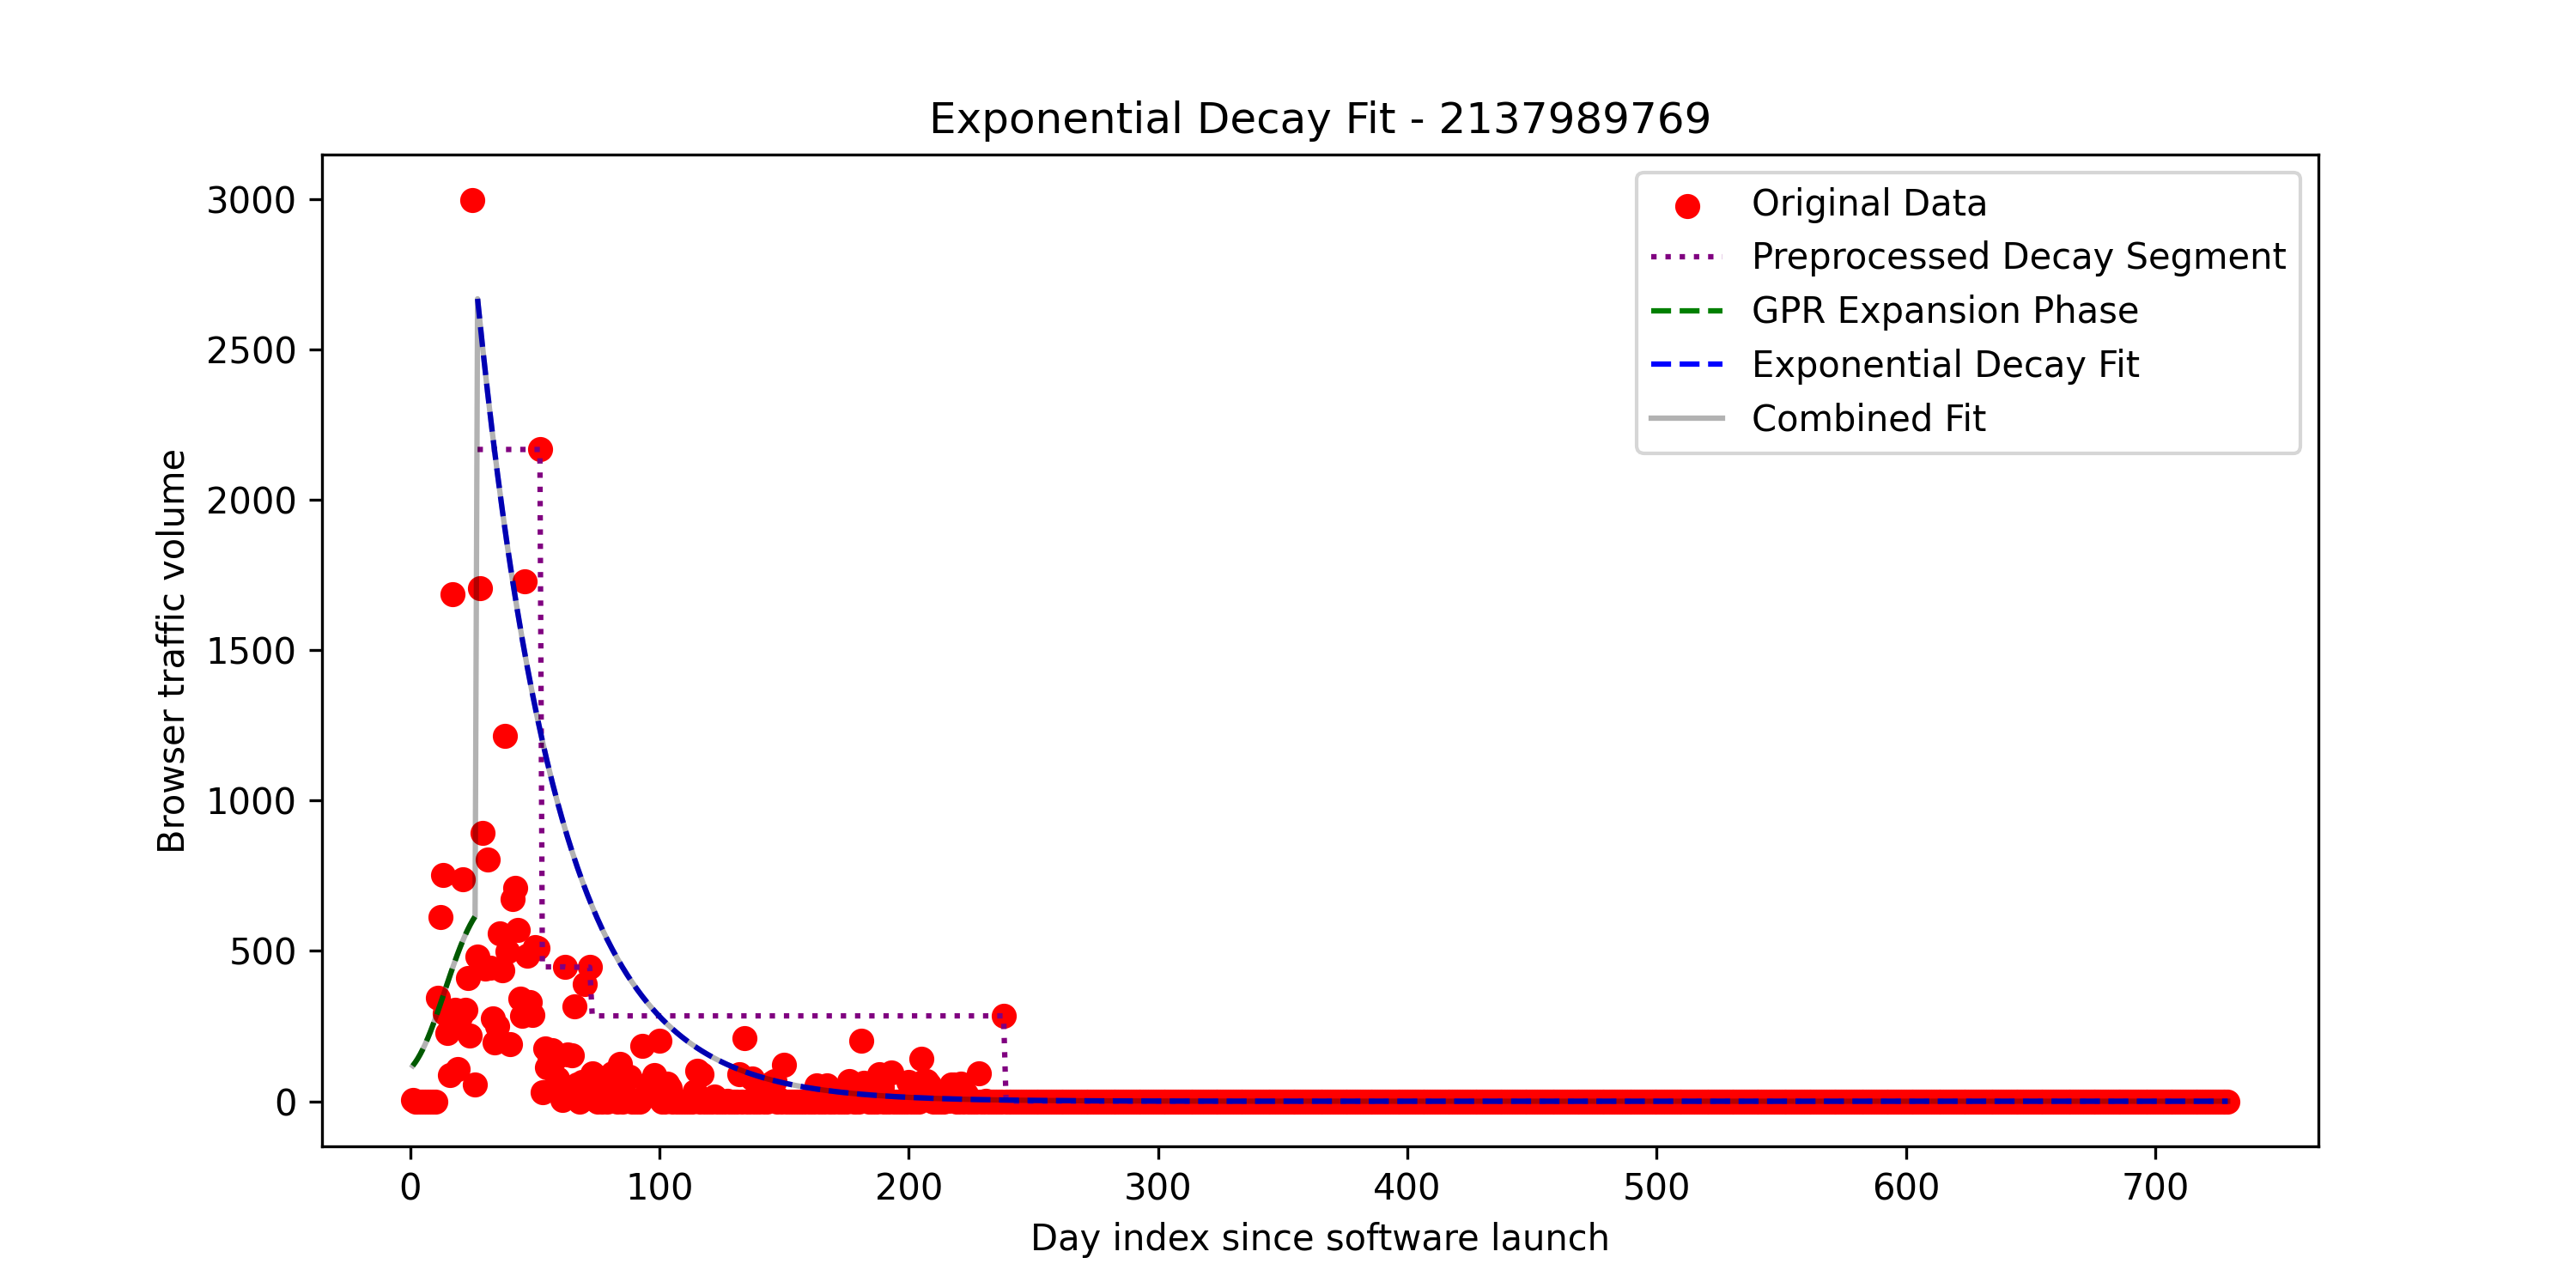 Exponential Decay Fit - 2137989769
Original Data
Preprocessed Decay Segment
GPR Expansion Phase
Exponential Decay Fit
Combined Fit
Browser traffic volume
3000
2500
2000
1500
1000
500
0
0 100 200 300 400 500 600 700
Day index since software launch